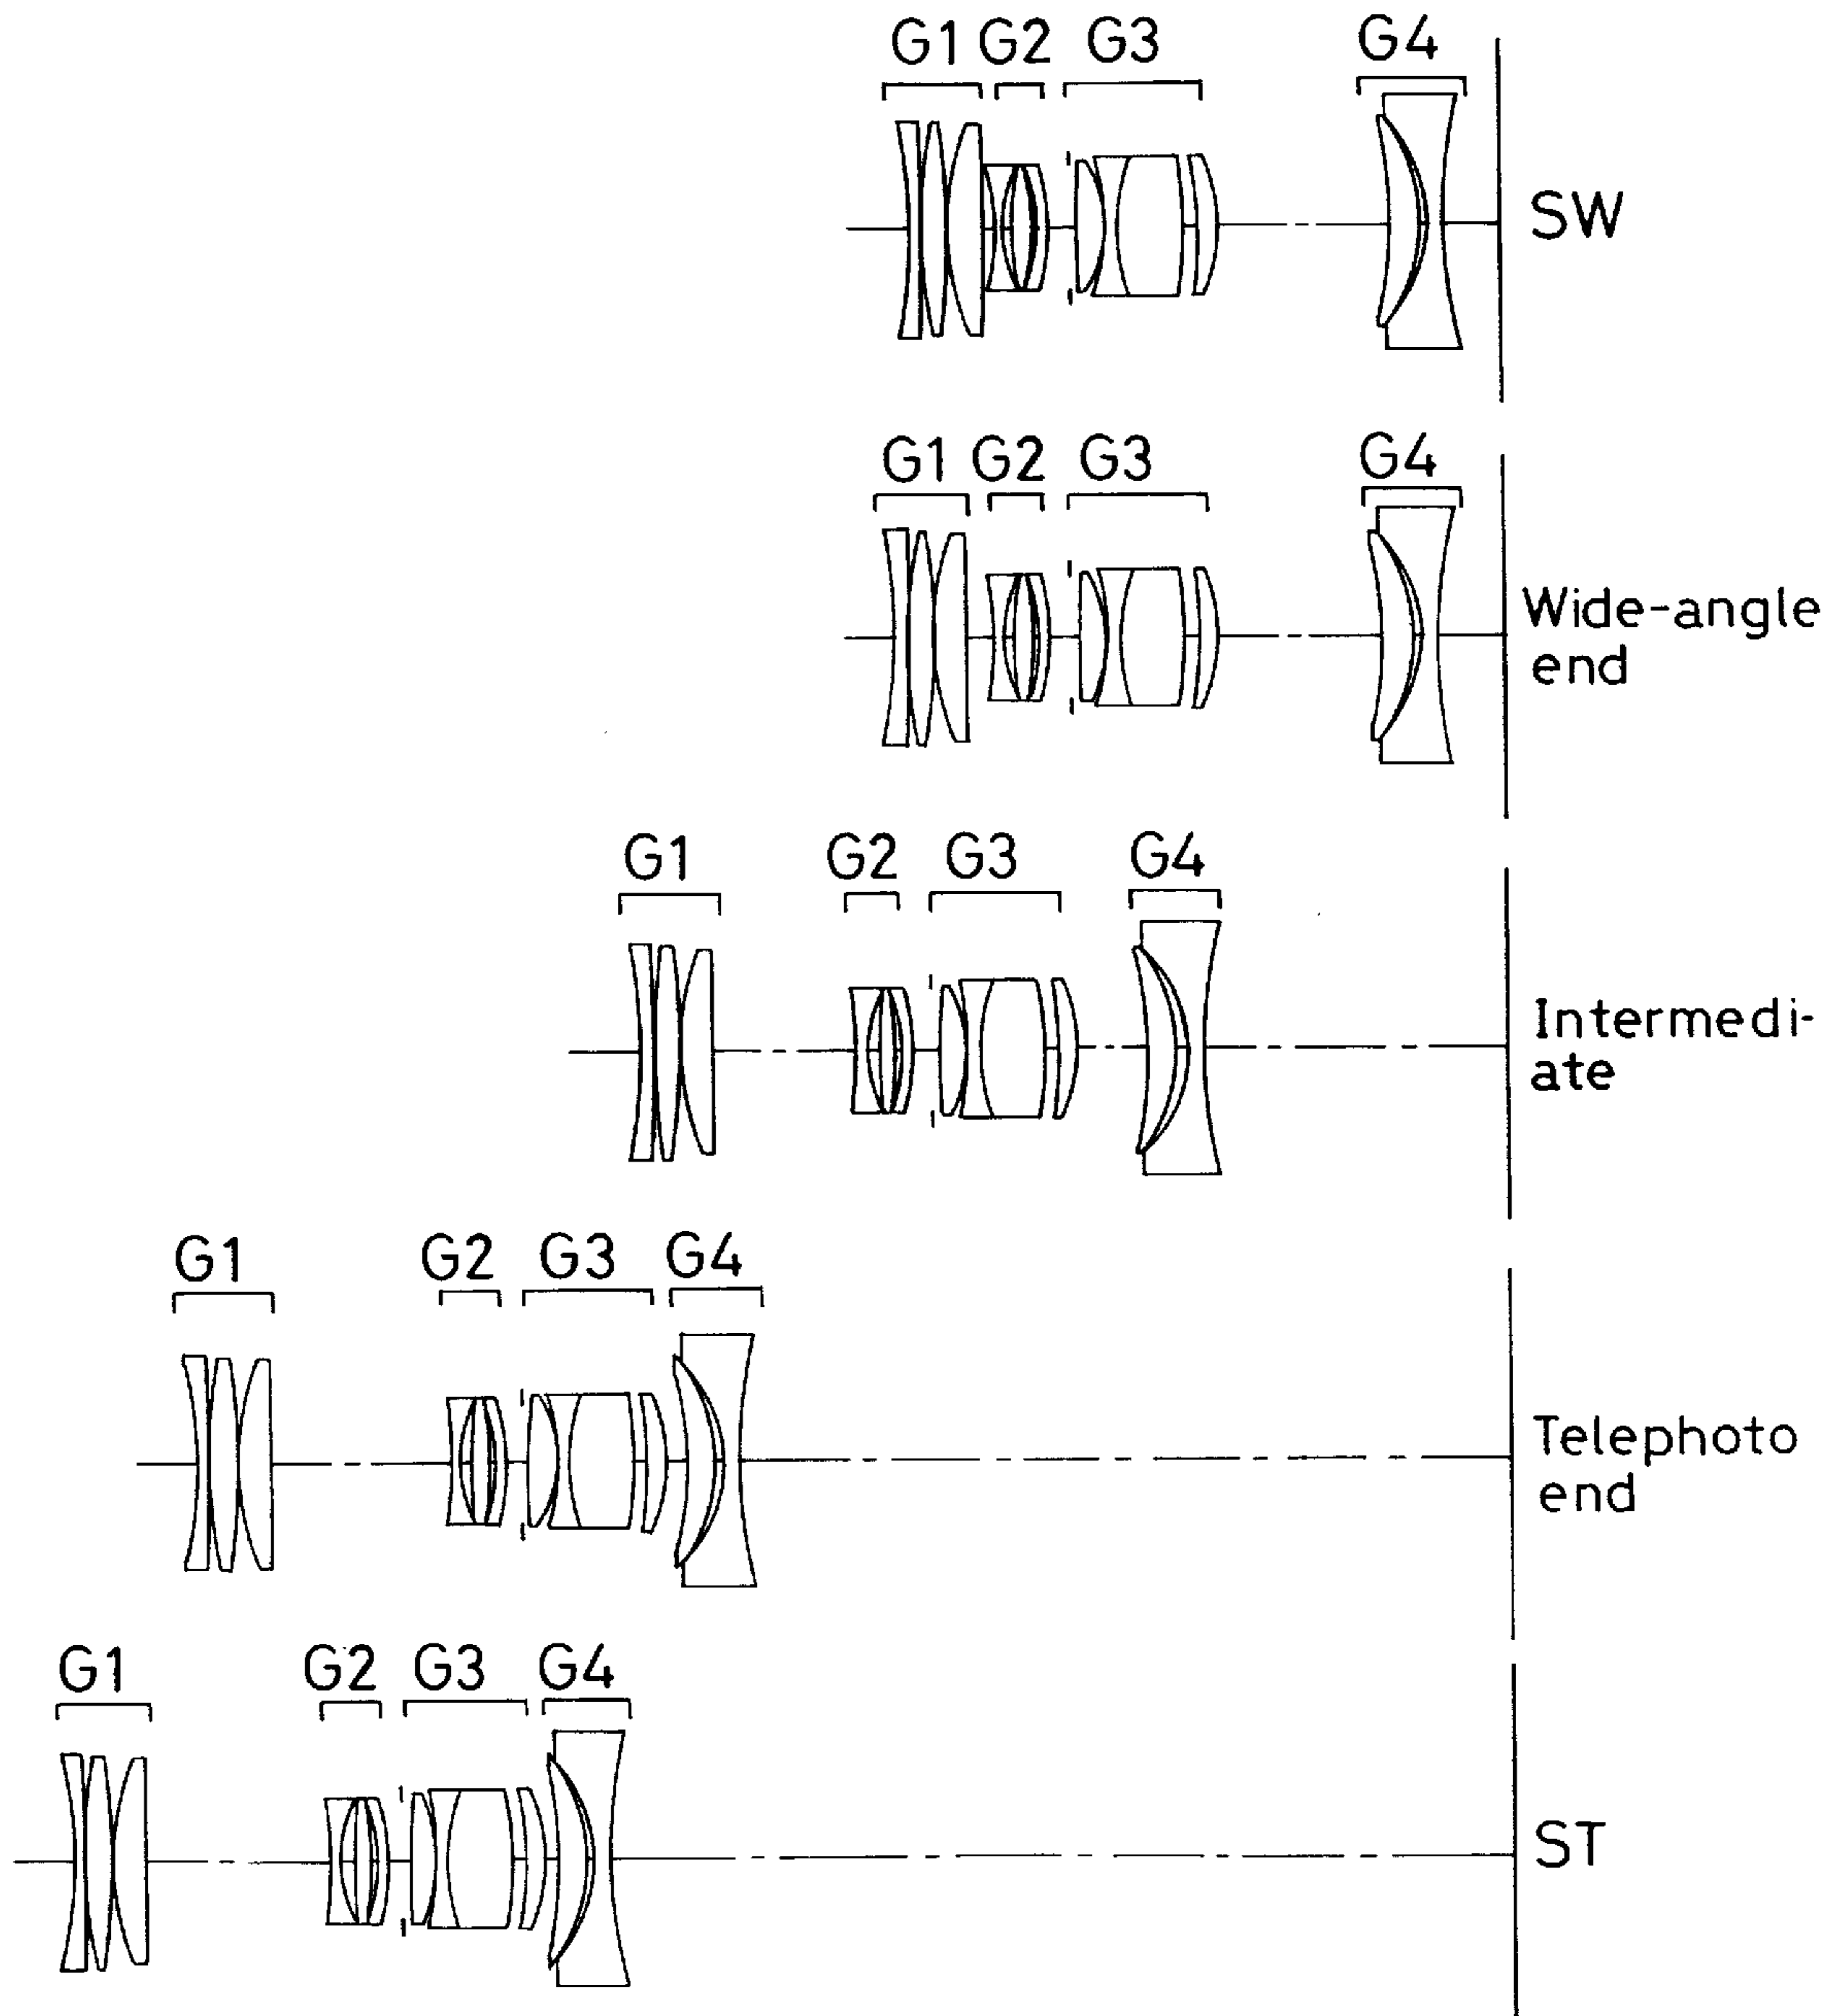 G1 G2 G3 G4
SW
G1 G2 G3 G4
Wide-angle
end
G1 G2 G3 G4
Intermedi-
ate
G1 G2 G3 G4
Telephoto
end
G1 G2 G3 G4
ST